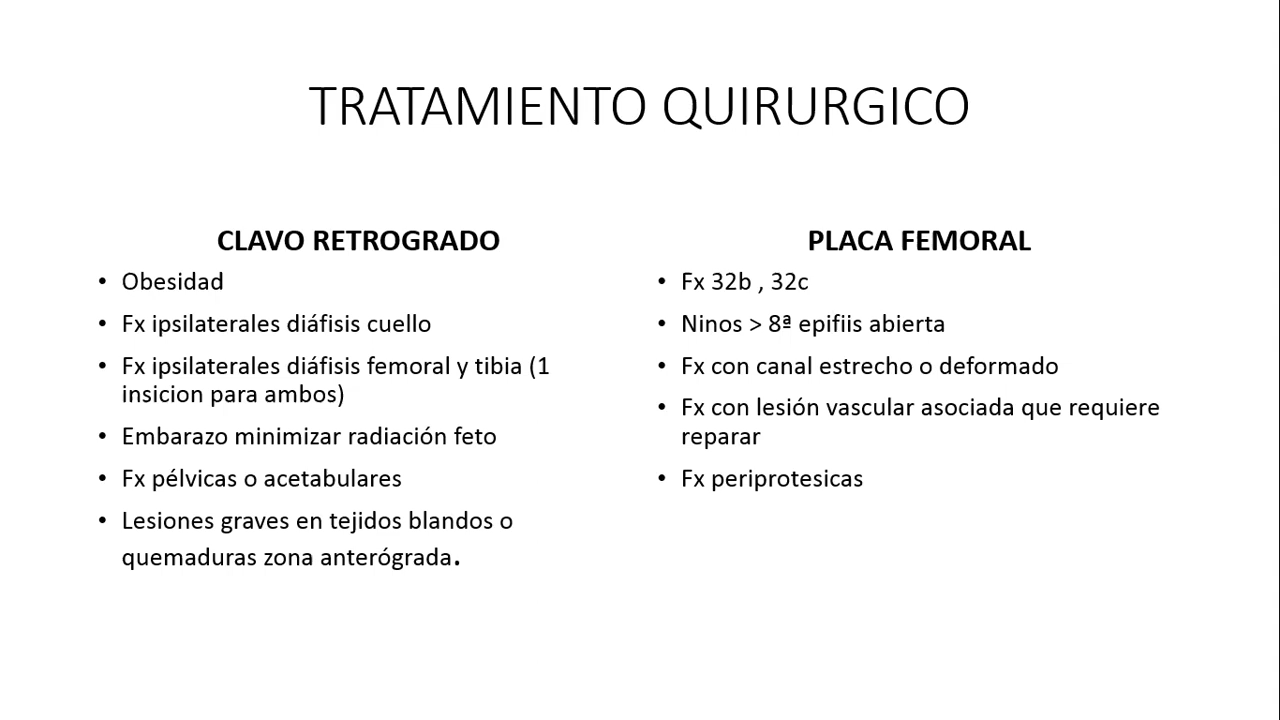 TRATAMIENTO QUIRURGICO
CLAVO RETROGRADO
• Obesidad
• Fx ipsilaterales diáfisis cuello
• Fx ipsilaterales diáfisis femoral y tibia (1
insicion para ambos)
• Embarazo minimizar radiación feto
• Fx pélvicas o acetabulares
• Lesiones graves en tejidos blandos o
quemaduras zona anterógrada.
PLACA FEMORAL
• Fx 32b , 32c
• Ninos > 8ª epifiis abierta
• Fx con canal estrecho o deformado
• Fx con lesión vascular asociada que requiere
reparar
• Fx periprotesicas